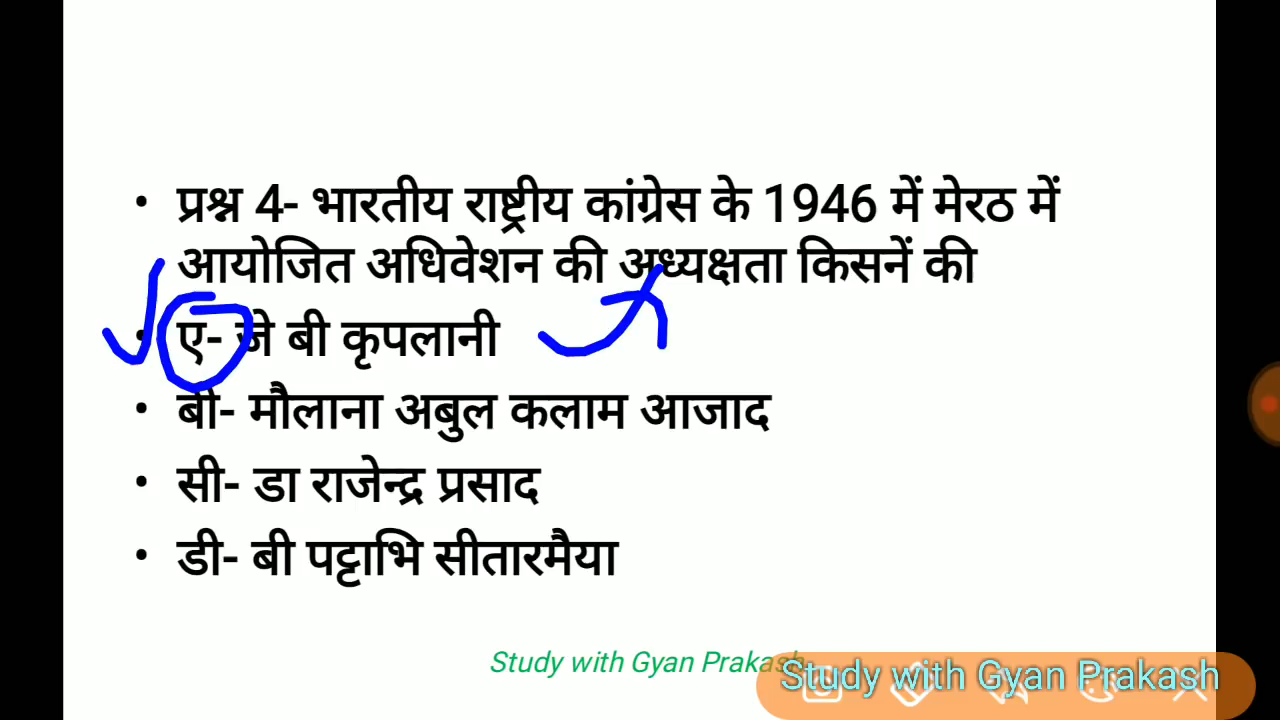 • प्रश्न 4- भारतीय राष्ट्रीय कांग्रेस के 1946 में मेरठ में
आयोजित अधिवेशन की अध्यक्षता किसनें की
• ए- जे बी कृपलानी
• बी- मौलाना अबुल कलाम आजाद
• सी- डा राजेन्द्र प्रसाद
• डी- बी पट्टाभि सीतारमैया
Study with Gyan Prakash
Study with Gyan Prakash